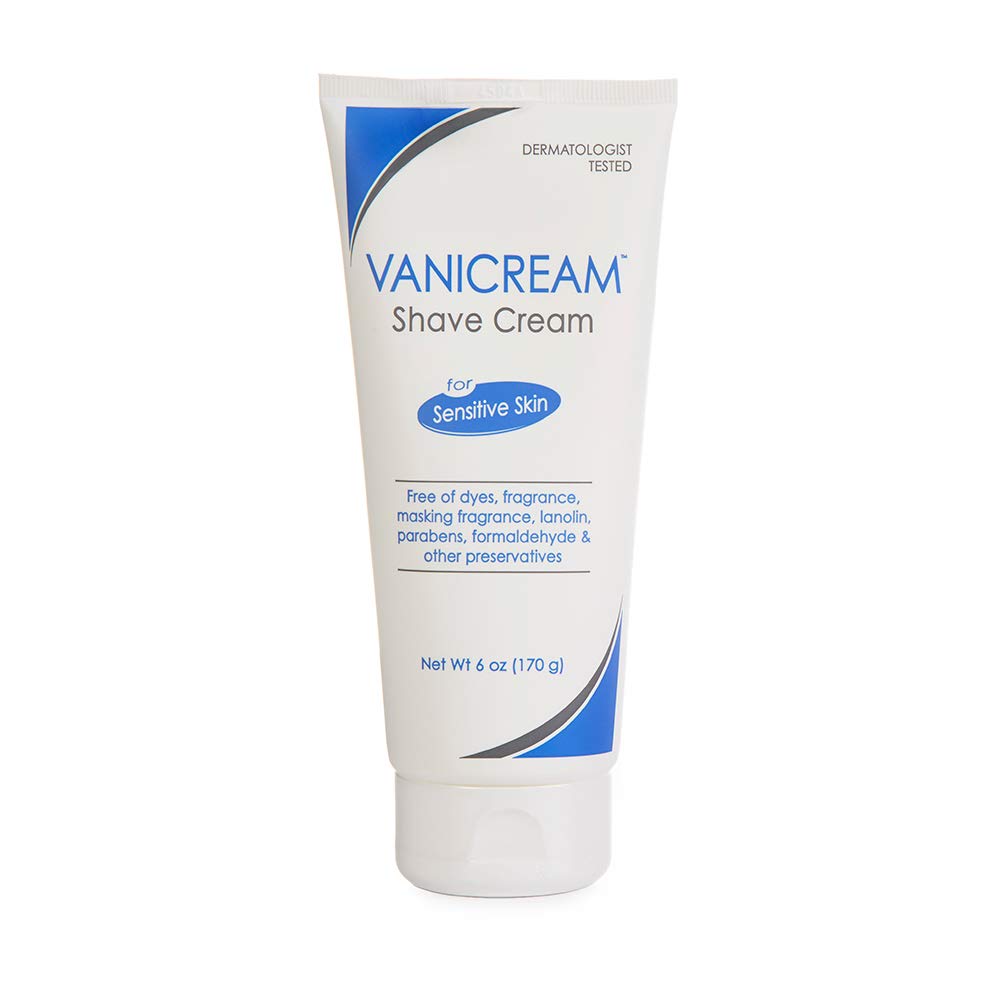 DERMATOLOGIST
TESTED
VANICREAM™
Shave Cream
for
Sensitive Skin
Free of dyes, fragrance,
masking fragrance, lanolin,
parabens, formaldehyde &
other preservatives
Net Wt 6 oz (170 g)